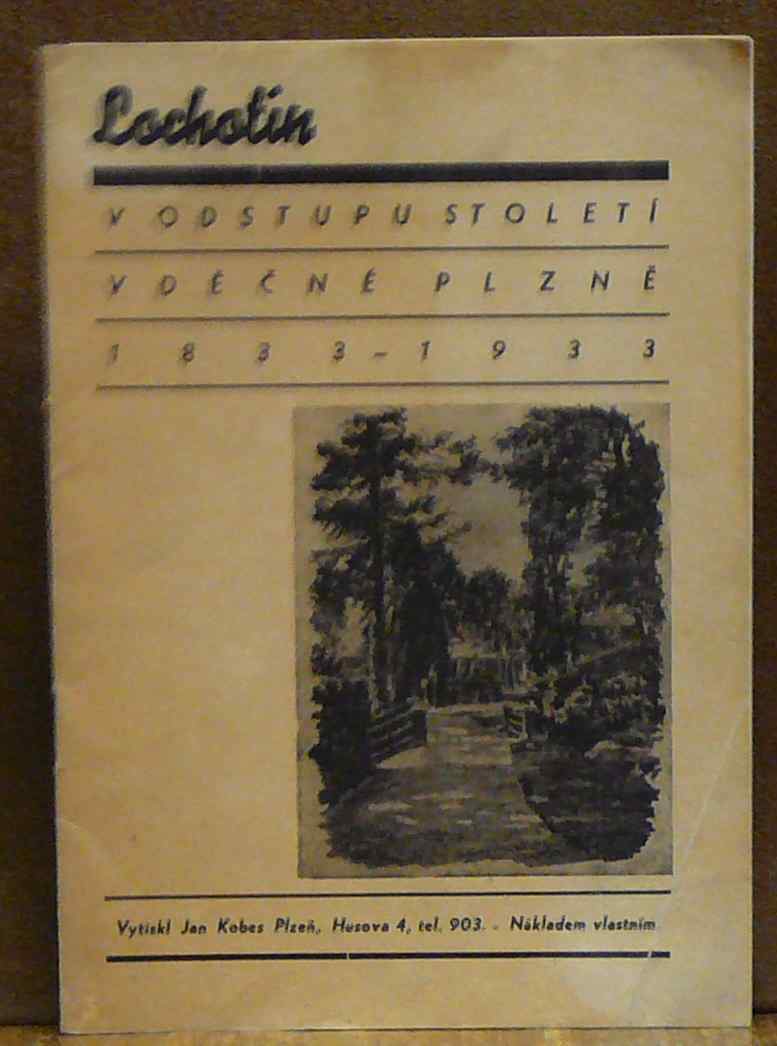 Lochotín
V ODSTUPU STOLETÍ
VDĚČNÉ PLZNĚ
1833-1933
Vytiskl Jan Kobes Plzeň, Husova 4, tel. 903. - Nákladem vlastním.